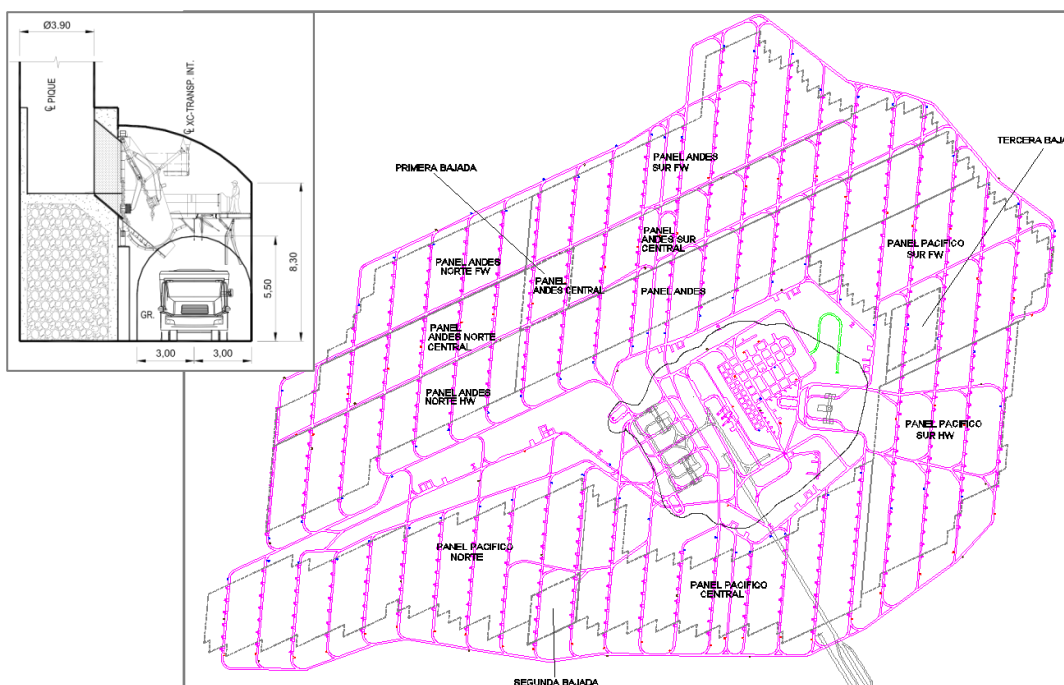 Ø3.90
℄ PIQUE
℄ XC-TRANSP. INT.
8,30
5,50
GR.
3,00
3,00
PRIMERA BAJADA
PANEL ANDES
SUR FW
TERCERA BAJA
PANEL
ANDES SUR
CENTRAL
PANEL PACIFICO
SUR FW
PANEL ANDES
NORTE FW
PANEL
ANDES CENTRAL
PANEL ANDES
PANEL
ANDES NORTE
CENTRAL
PANEL ANDES
NORTE HW
PANEL PACIFICO
SUR HW
PANEL PACIFICO
NORTE
PANEL PACIFICO
CENTRAL
SEGUNDA BAJADA